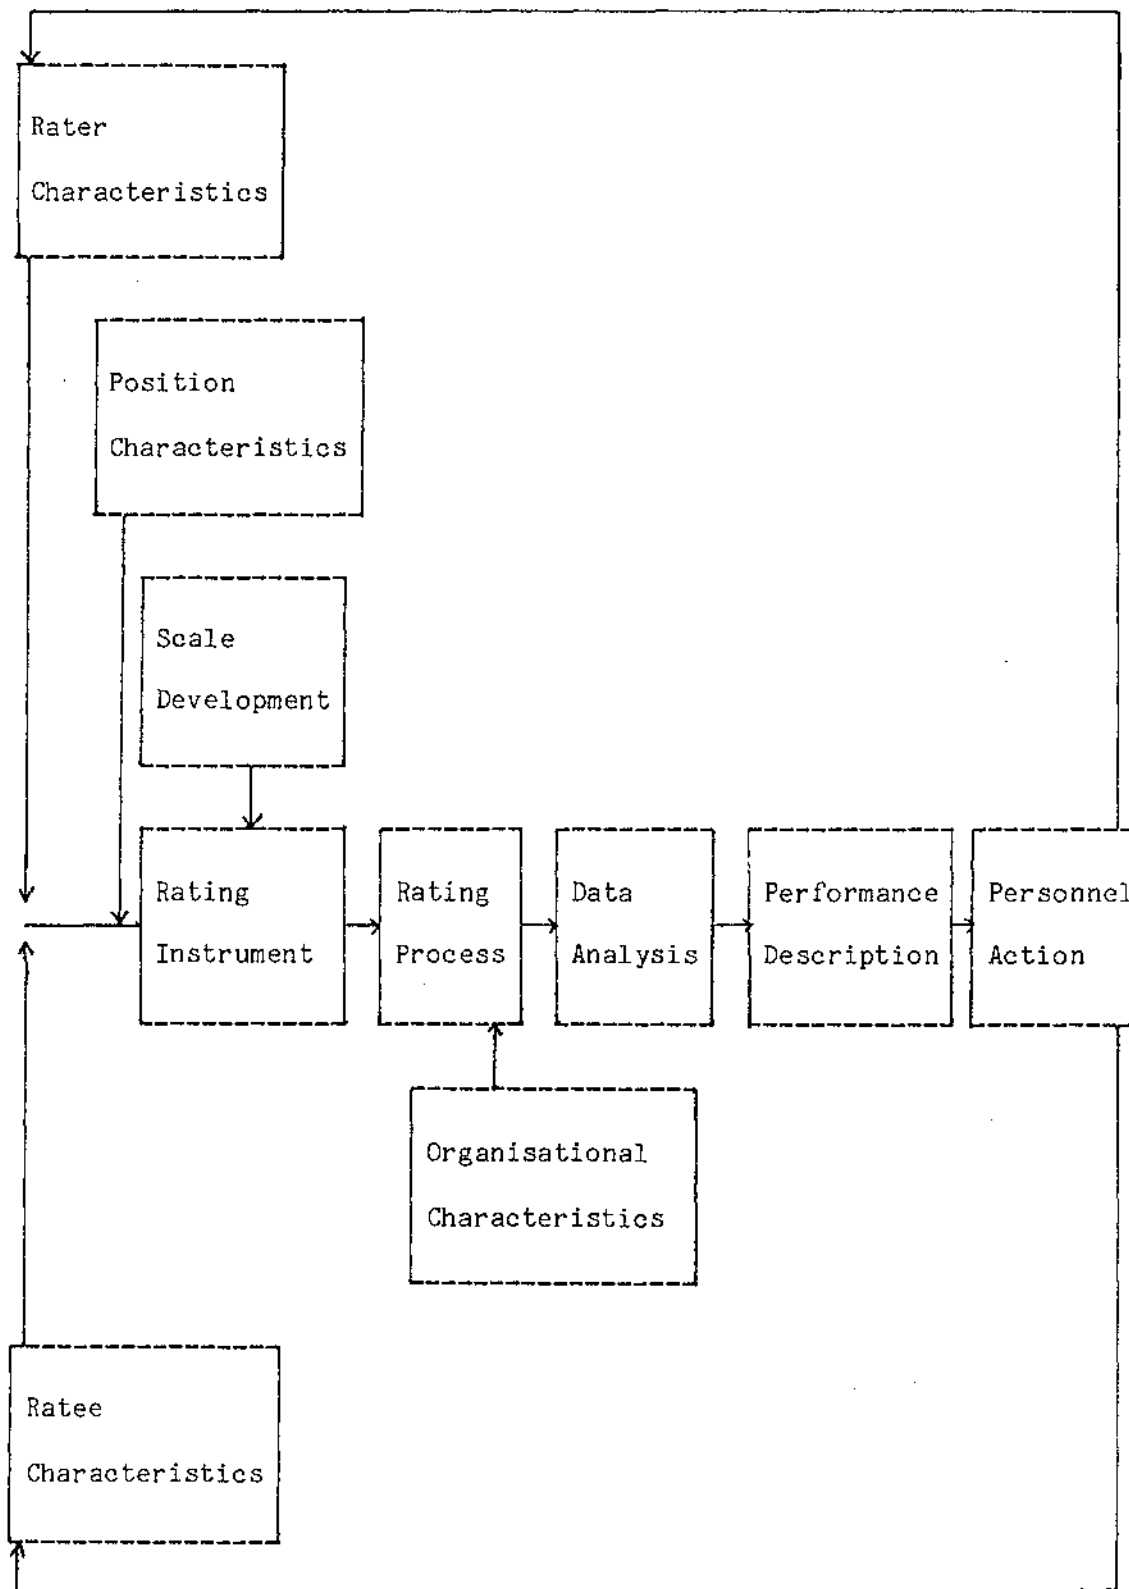 Rater
Characteristics
Position
Characteristics
Scale
Development
Rating
Instrument
Rating
Process
Data
Analysis
Performance
Description
Personnel
Action
Organisational
Characteristics
Ratee
Characteristics